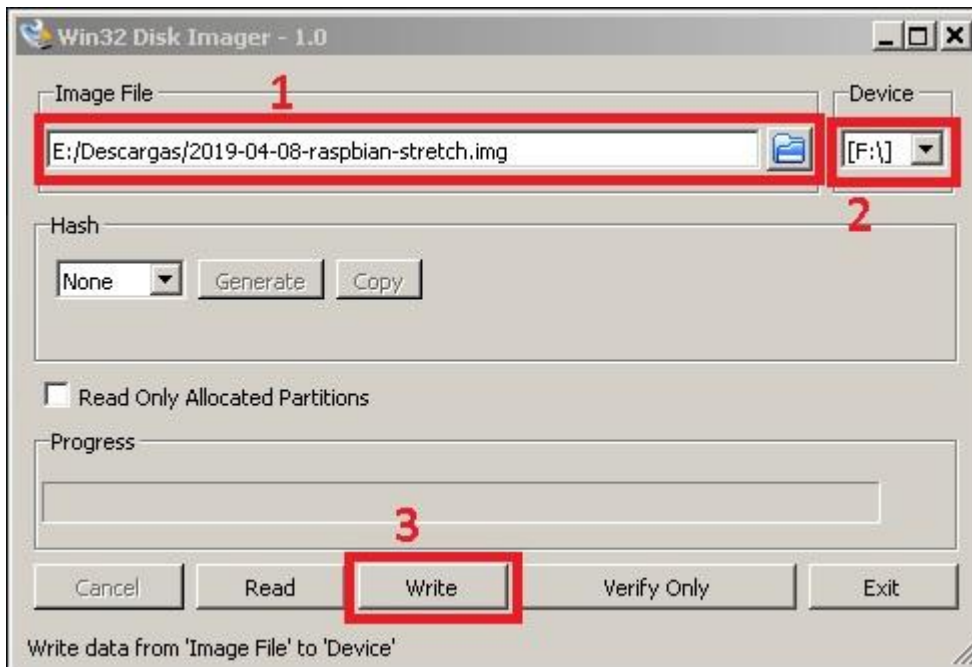 Win32 Disk Imager - 1.0
1
Image File
Device
E:/Descargas/2019-04-08-raspbian-stretch.img
[F:\]
2
Hash
None Generate Copy
Read Only Allocated Partitions
Progress
3
Cancel Read Write Verify Only Exit
Write data from 'Image File' to 'Device'